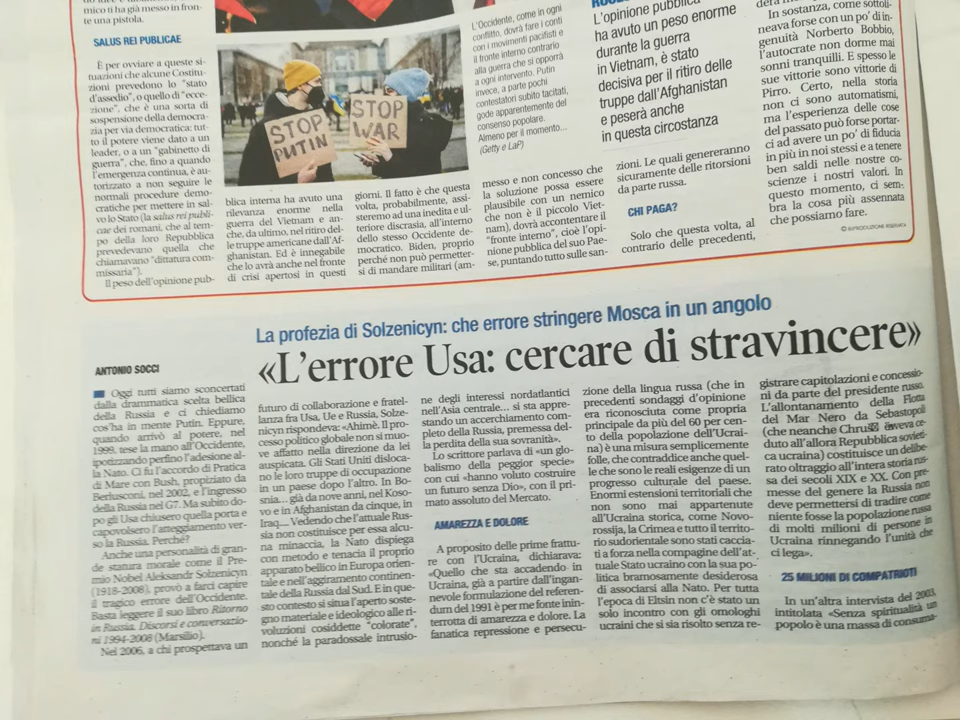 mico ti ha già messo in fron-
te una pistola.
SALUS REI PUBLICAE
È per ovviare a queste si-
tuazioni che alcune Costitu-
zioni prevedono lo "stato
d'assedio", o quello di "ecce-
zione", che è una sorta di
sospensione della democra-
zia per via democratica: tut-
to il potere viene dato a un
leader, o a un "gabinetto di
guerra", che, fino a quando
l'emergenza continua, è au-
torizzato a non seguire le
normali procedure demo-
cratiche per mettere in sal-
vo lo Stato (la salus rei publi-
cae dei romani, che al tem-
po della loro Repubblica
prevedevano quella che
chiamavano "dittatura com-
missaria").
Il peso dell'opinione pub-
blica interna ha avuto una
rilevanza enorme nella
guerra del Vietnam e an-
che, da ultimo, nel ritiro del-
le truppe americane dall'Af-
ghanistan. Ed è innegabile
che lo avrà anche nel fronte
di crisi apertosi in questi
giorni. Il fatto è che questa
volta, probabilmente, assi-
steremo ad una inedita e ul-
teriore discrasia, all'interno
dello stesso Occidente de-
mocratico. Biden, proprio
perché non può permetter-
si di mandare militari (am-
messo e non concesso che
la soluzione possa essere
plausibile con un nemico
che non è il piccolo Viet-
nam), dovrà accontentare il
"fronte interno", cioè l'opi-
nione pubblica del suo Pae-
se, puntando tutto sulle san-
zioni. Le quali genereranno
sicuramente delle ritorsioni
da parte russa.
CHI PAGA?
Solo che questa volta, al
contrario delle precedenti,
In sostanza, come sottoli-
neava forse con un po' di in-
genuità Norberto Bobbio,
l'autocrate non dorme mai
sonni tranquilli. E spesso le
sue vittorie sono vittorie di
Pirro. Certo, nella storia
non ci sono automatismi,
ma l'esperienza delle cose
del passato può forse portar-
ci ad avere un po' di fiducia
in più in noi stessi e a tenere
ben saldi nelle nostre co-
scienze i nostri valori. In
questo momento, ci sem-
bra la cosa più assennata
che possiamo fare.
© RIPRODUZIONE RISERVATA
STOP
PUTIN
STOP
WAR
L'Occidente, come in ogni
conflitto, dovrà fare i conti
con i movimenti pacifisti e
il fronte interno contrario
alla guerra che si opporrà
a ogni intervento. Putin
invece, a parte pochi
contestatori subito tacitati,
gode apparentemente del
consenso popolare.
Almeno per il momento...
(Getty e LaP)
L'opinione pubblica
ha avuto un peso enorme
durante la guerra
in Vietnam, è stato
decisiva per il ritiro delle
truppe dall'Afghanistan
e peserà anche
in questa circostanza
La profezia di Solzenicyn: che errore stringere Mosca in un angolo
«L'errore Usa: cercare di stravincere»
ANTONIO SOCCI
■ Oggi tutti siamo sconcertati
dalla drammatica scelta bellica
della Russia e ci chiediamo
cos'ha in mente Putin. Eppure,
quando arrivò al potere, nel
1999, tese la mano all'Occidente,
ipotizzando perfino l'adesione al-
la Nato. Ci fu l'accordo di Pratica
di Mare con Bush, propiziato da
Berlusconi, nel 2002, e l'ingresso
della Russia nel G7. Ma subito do-
po gli Usa chiusero quella porta e
capovolsero l'atteggiamento ver-
so la Russia. Perché?
Anche una personalità di gran-
de statura morale come il Pre-
mio Nobel Aleksandr Solzenicyn
(1918-2008), provò a farci capire
il tragico errore dell'Occidente.
Basta leggere il suo libro Ritorno
in Russia. Discorsi e conversazio-
ni 1994-2008 (Marsilio).
Nel 2006, a chi prospettava un
futuro di collaborazione e fratel-
lanza fra Usa, Ue e Russia, Solze-
nicyn rispondeva: «Ahimè. Il pro-
cesso politico globale non si muo-
ve affatto nella direzione da lei
auspicata. Gli Stati Uniti disloca-
no le loro truppe di occupazione
in un paese dopo l'altro. In Bo-
snia... già da nove anni, nel Koso-
vo e in Afghanistan da cinque, in
Iraq.... Vedendo che l'attuale Rus-
sia non costituisce per essa alcu-
na minaccia, la Nato dispiega
con metodo e tenacia il proprio
apparato bellico in Europa orien-
tale e nell'aggiramento continen-
tale della Russia dal Sud. E in que-
sto contesto si situa l'aperto soste-
gno materiale e ideologico alle ri-
voluzioni cosiddette "colorate",
nonché la paradossale intrusio-
ne degli interessi nordatlantici
nell'Asia centrale... si sta appre-
stando un accerchiamento com-
pleto della Russia, premessa del-
la perdita della sua sovranità».
Lo scrittore parlava di «un glo-
balismo della peggior specie»
con cui «hanno voluto costruire
un futuro senza Dio», con il pri-
mato assoluto del Mercato.
AMAREZZA E DOLORE
A proposito delle prime frattu-
re con l'Ucraina, dichiarava:
«Quello che sta accadendo in
Ucraina, già a partire dall'ingan-
nevole formulazione del referen-
dum del 1991 è per me fonte inin-
terrotta di amarezza e dolore. La
fanatica repressione e persecu-
zione della lingua russa (che in
precedenti sondaggi d'opinione
era riconosciuta come propria
principale da più del 60 per cen-
to della popolazione dell'Ucrai-
na) è una misura semplicemente
folle, che contraddice anche quel-
le che sono le reali esigenze di un
progresso culturale del paese.
Enormi estensioni territoriali che
non sono mai appartenute
all'Ucraina storica, come Novo-
rossija, la Crimea e tutto il territo-
rio sudorientale sono stati caccia-
ti a forza nella compagine dell'at-
tuale Stato ucraino con la sua po-
litica bramosamente desiderosa
di associarsi alla Nato. Per tutta
l'epoca di Eltsin non c'è stato un
solo incontro con gli omologhi
ucraini che si sia risolto senza re-
gistrare capitolazioni e concessio-
ni da parte del presidente russo.
L'allontanamento della Flotta
del Mar Nero da Sebastopoli
(che neanche Chruš aveva ce-
duto all'allora Repubblica sovieti-
ca ucraina) costituisce un delibe-
rato oltraggio all'intera storia rus-
sa dei secoli XIX e XX. Con pre-
messe del genere la Russia non
deve permettersi di tradire come
niente fosse la popolazione russa
di molti milioni di persone in
Ucraina rinnegando l'unità che
ci lega».
25 MILIONI DI COMPATRIOTI
In un'altra intervista del 2003,
intitolata «Senza spiritualità un
popolo è una massa di consuma-